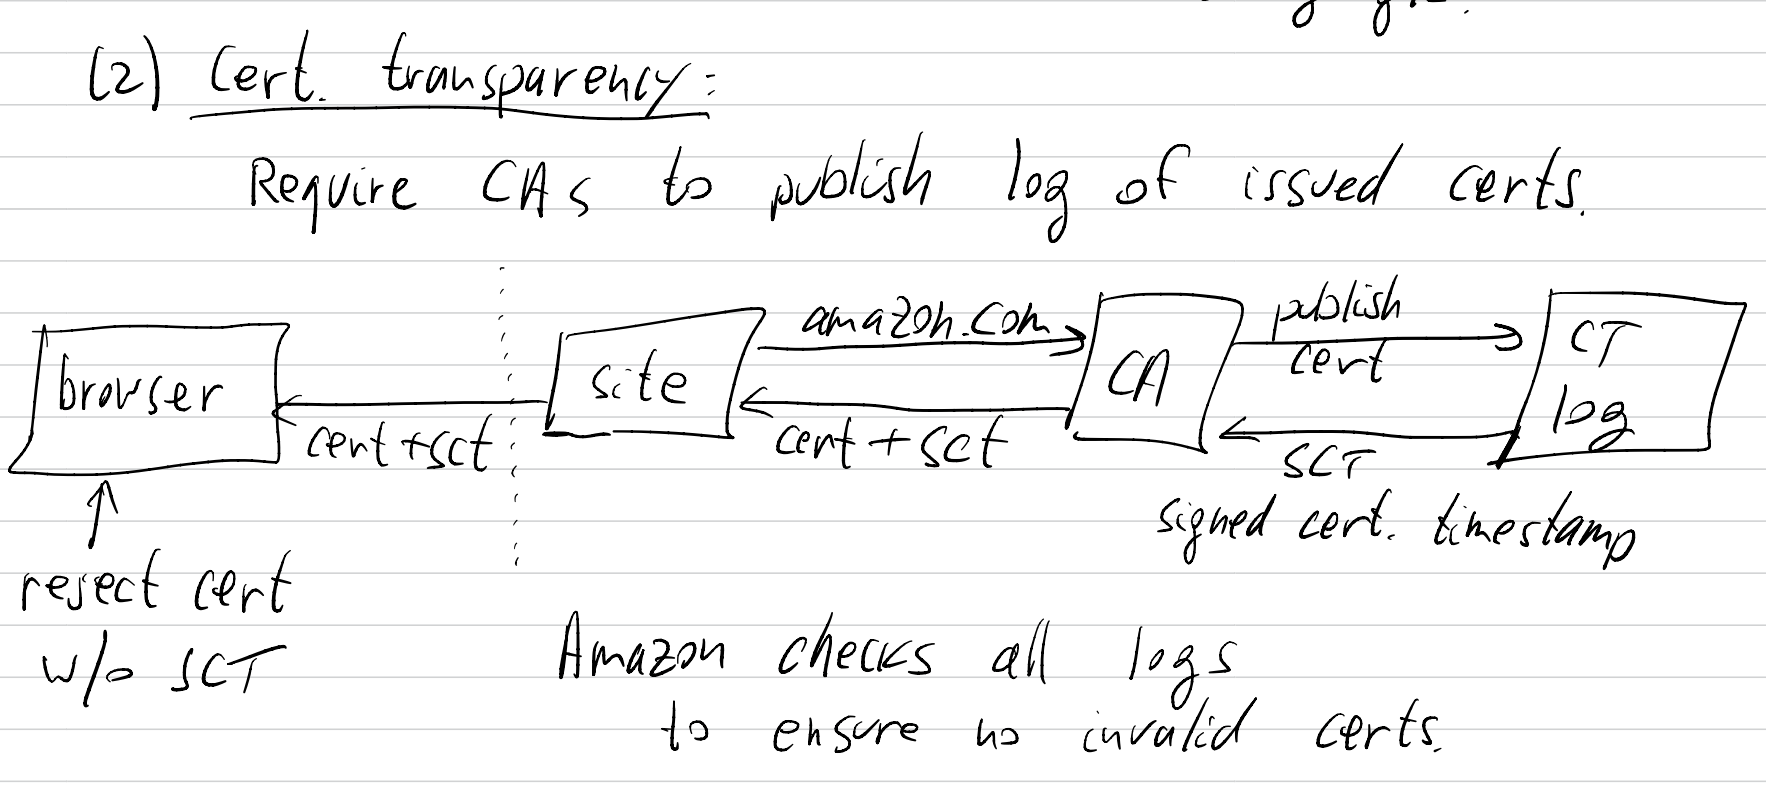 (2) Cert. transparency:
Require CAs to publish log of issued certs.
browser
cert + sct
site
amazon.com
cert + sct
CA
publish
cert
SCT
signed cert. timestamp
CT
log
reject cert
w/o SCT
Amazon checks all logs
to ensure no invalid certs.